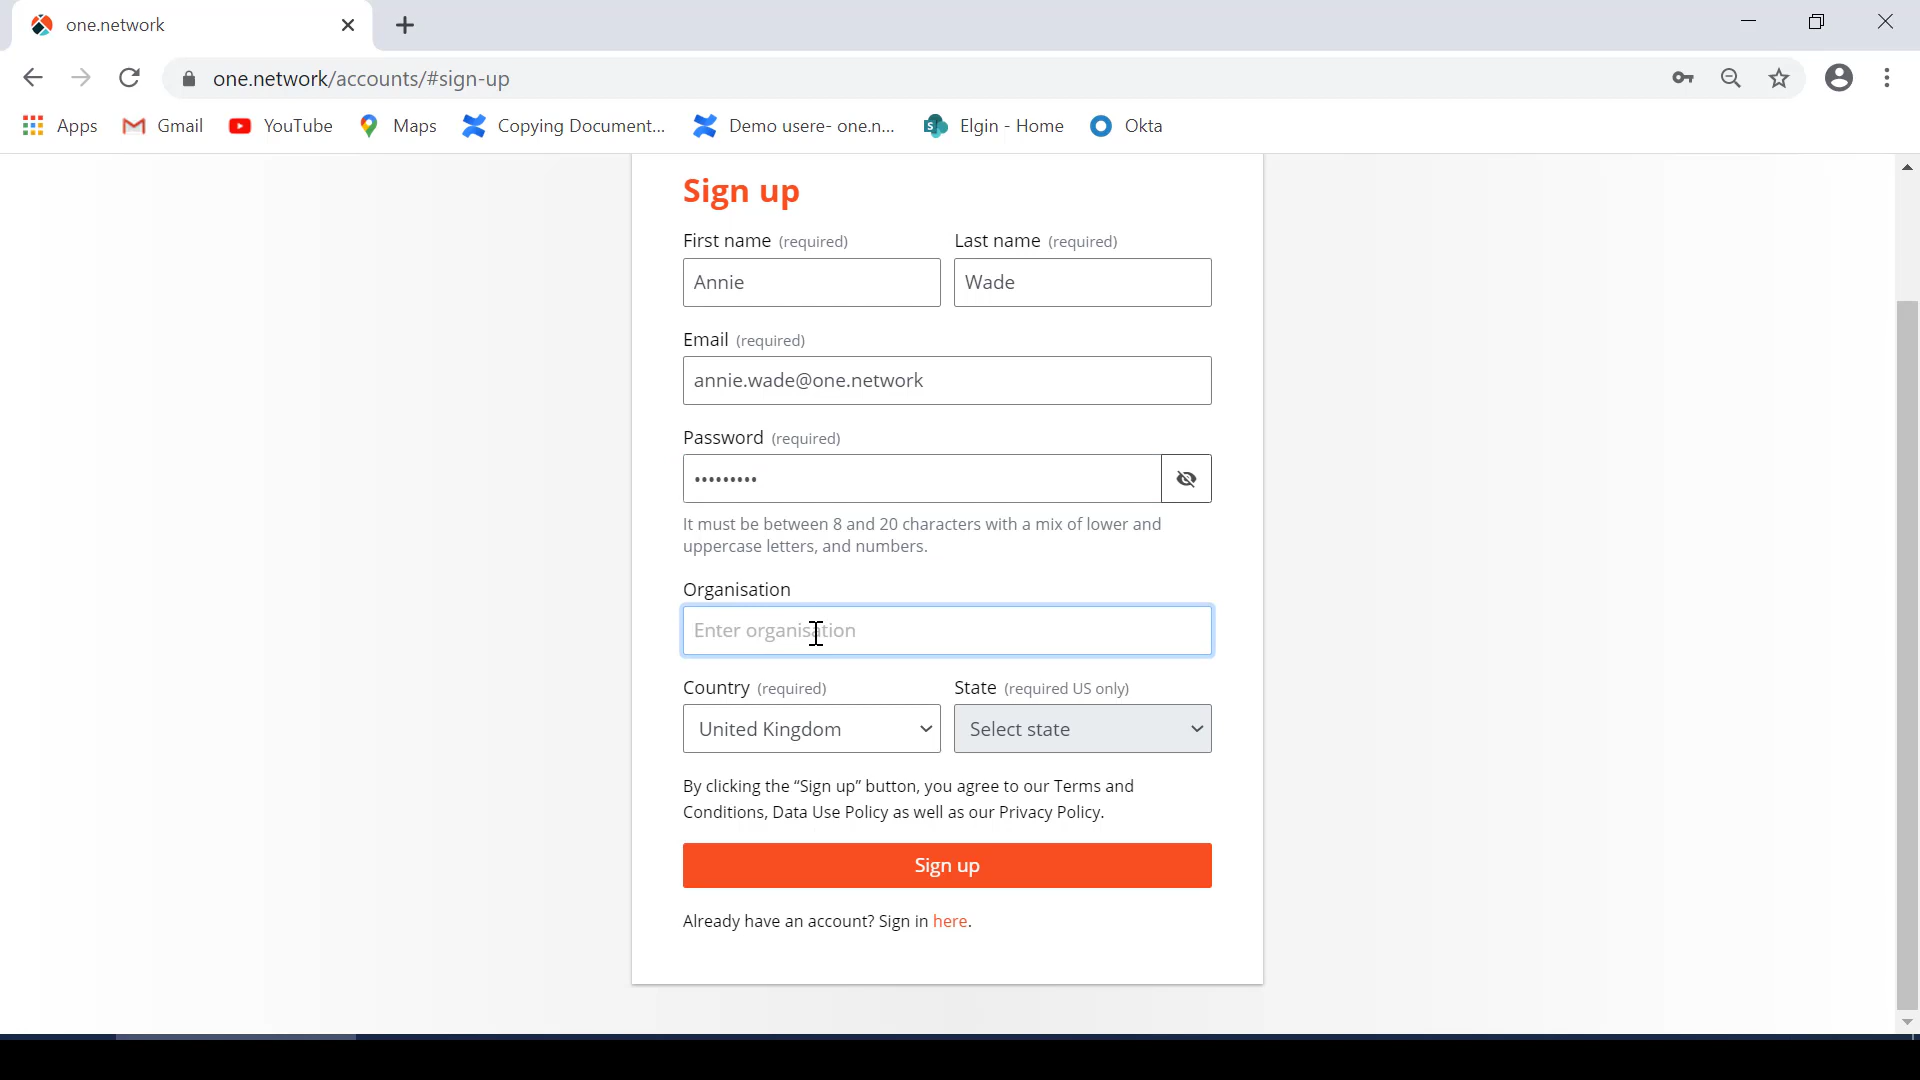 one.network
one.network/accounts/#sign-up
Apps Gmail YouTube Maps Copying Document... Demo usere- one.n... Elgin - Home Okta
Sign up
First name (required) Last name (required)
Annie Wade
Email (required)
annie.wade@one.network
Password (required)
•••••••••
It must be between 8 and 20 characters with a mix of lower and
uppercase letters, and numbers.
Organisation
Enter organisation
Country (required) State (required US only)
United Kingdom Select state
By clicking the “Sign up” button, you agree to our Terms and
Conditions, Data Use Policy as well as our Privacy Policy.
Sign up
Already have an account? Sign in here.